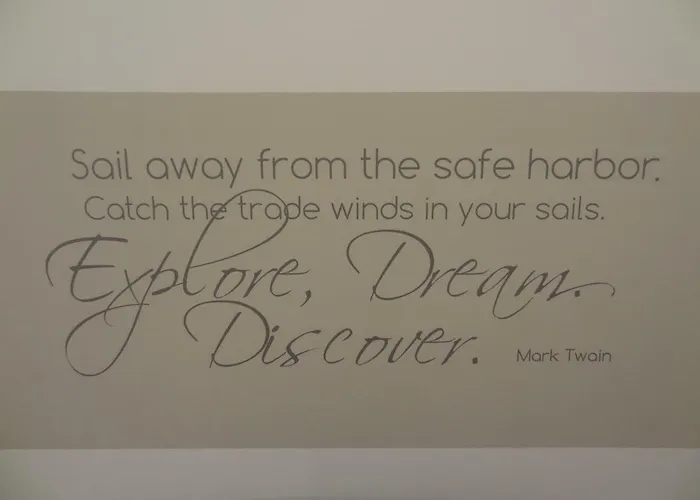 Sail away from the safe harbor.
Catch the trade winds in your sails.
Explore, Dream.
Discover.
Mark Twain